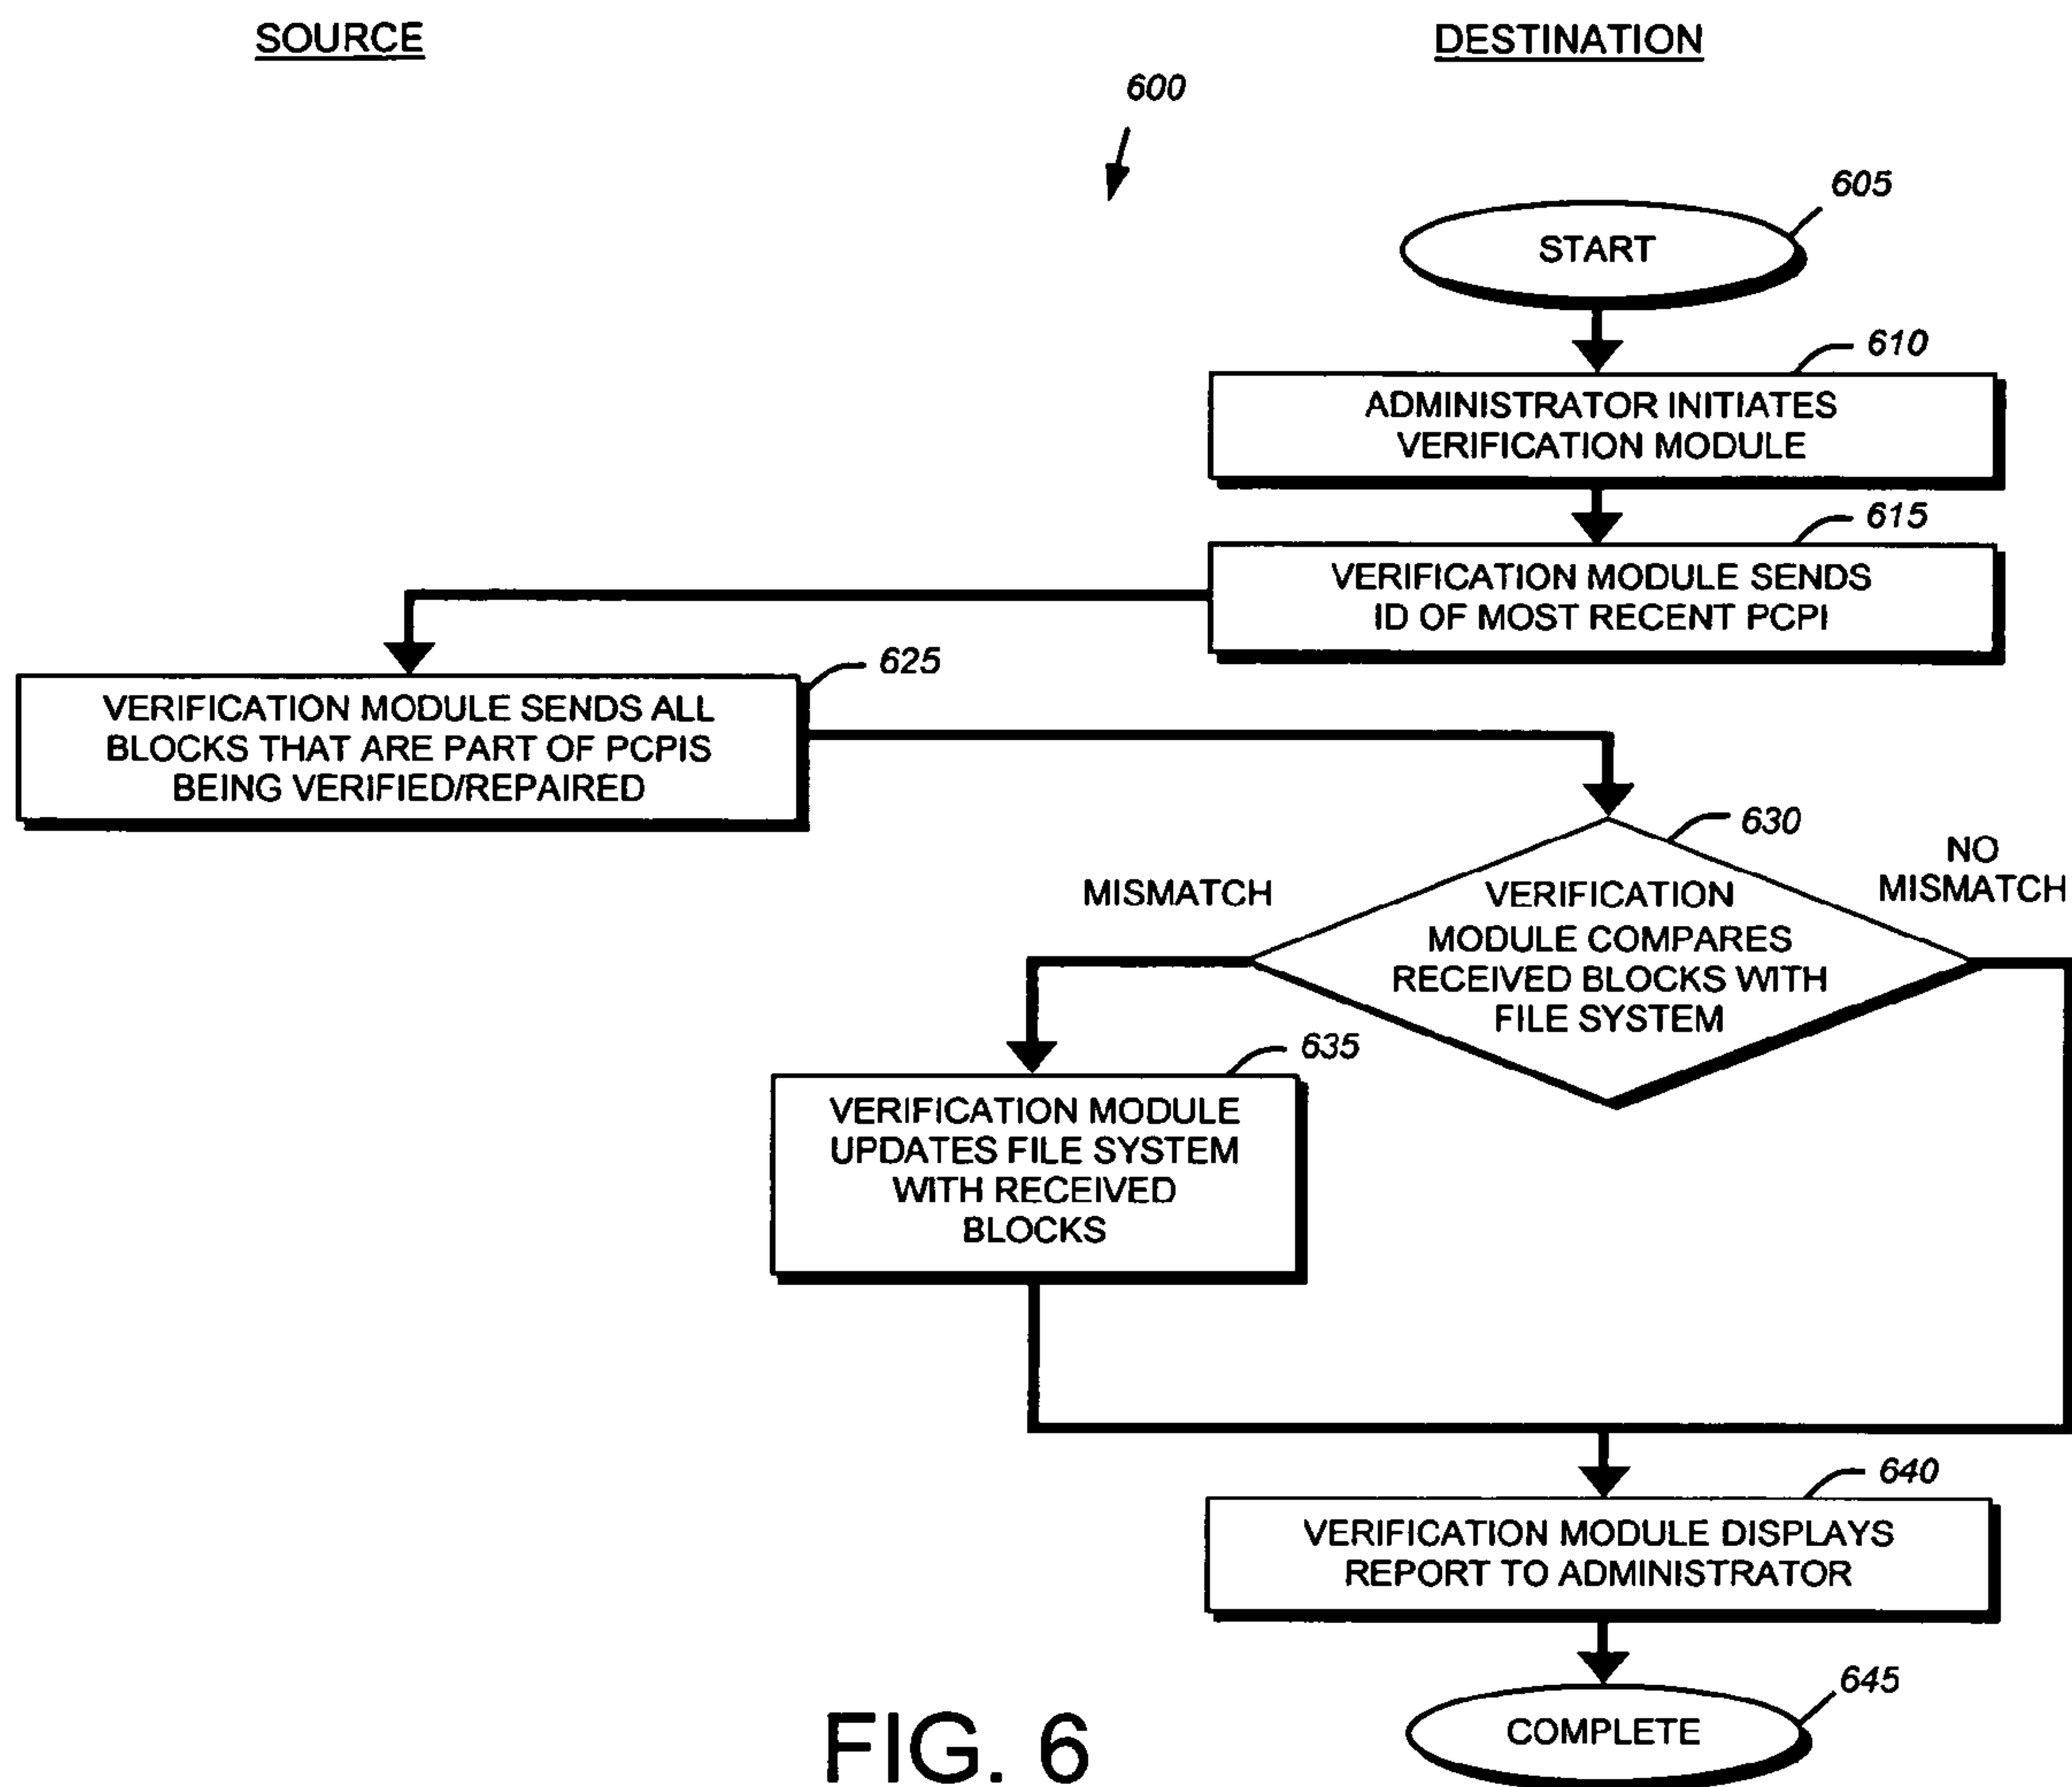 SOURCE
DESTINATION
600
605
START
610
ADMINISTRATOR INITIATES
VERIFICATION MODULE
615
VERIFICATION MODULE SENDS
ID OF MOST RECENT PCPI
625
VERIFICATION MODULE SENDS ALL
BLOCKS THAT ARE PART OF PCPIS
BEING VERIFIED/REPAIRED
630
MISMATCH
NO
MISMATCH
VERIFICATION
MODULE COMPARES
RECEIVED BLOCKS WITH
FILE SYSTEM
635
VERIFICATION MODULE
UPDATES FILE SYSTEM
WITH RECEIVED
BLOCKS
640
VERIFICATION MODULE DISPLAYS
REPORT TO ADMINISTRATOR
645
COMPLETE
FIG. 6